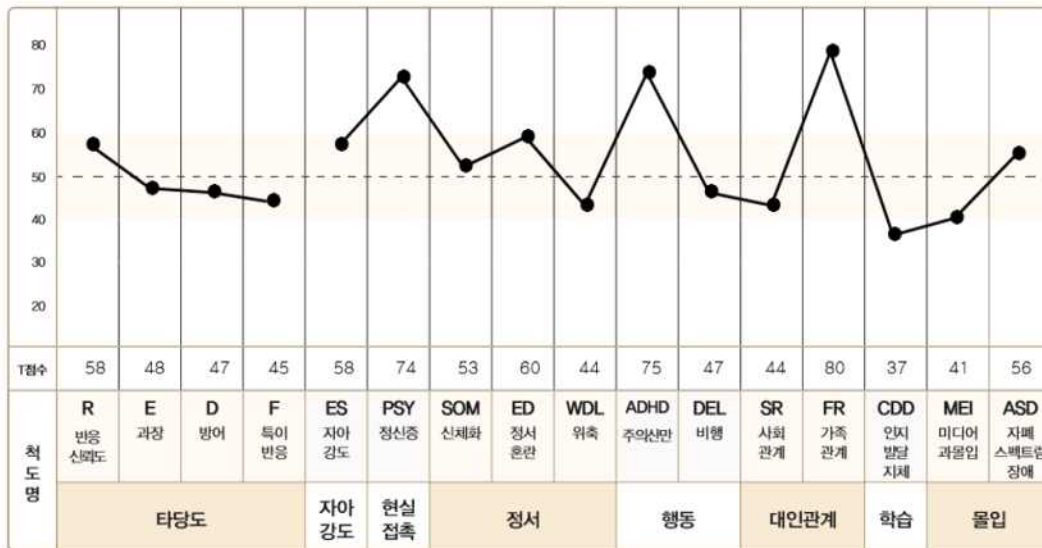 80
70
60
50
40
30
20
T점수 58 48 47 45 58 74 53 60 44 75 47 44 80 37 41 56
척도명
R E D F ES PSY SOM ED WDL ADHD DEL SR FR CDD MEI ASD
반응 과장 방어 특이 자아 정신증 신체화 정서 위축 주의산만 비행 사회 가족 인지 미디어 자폐
신뢰도 반응 강도 혼란 관계 관계 발달 과몰입 스펙트럼
지체 장애
타당도 자아 현실 정서 행동 대인관계 학습 몰입
강도 접촉